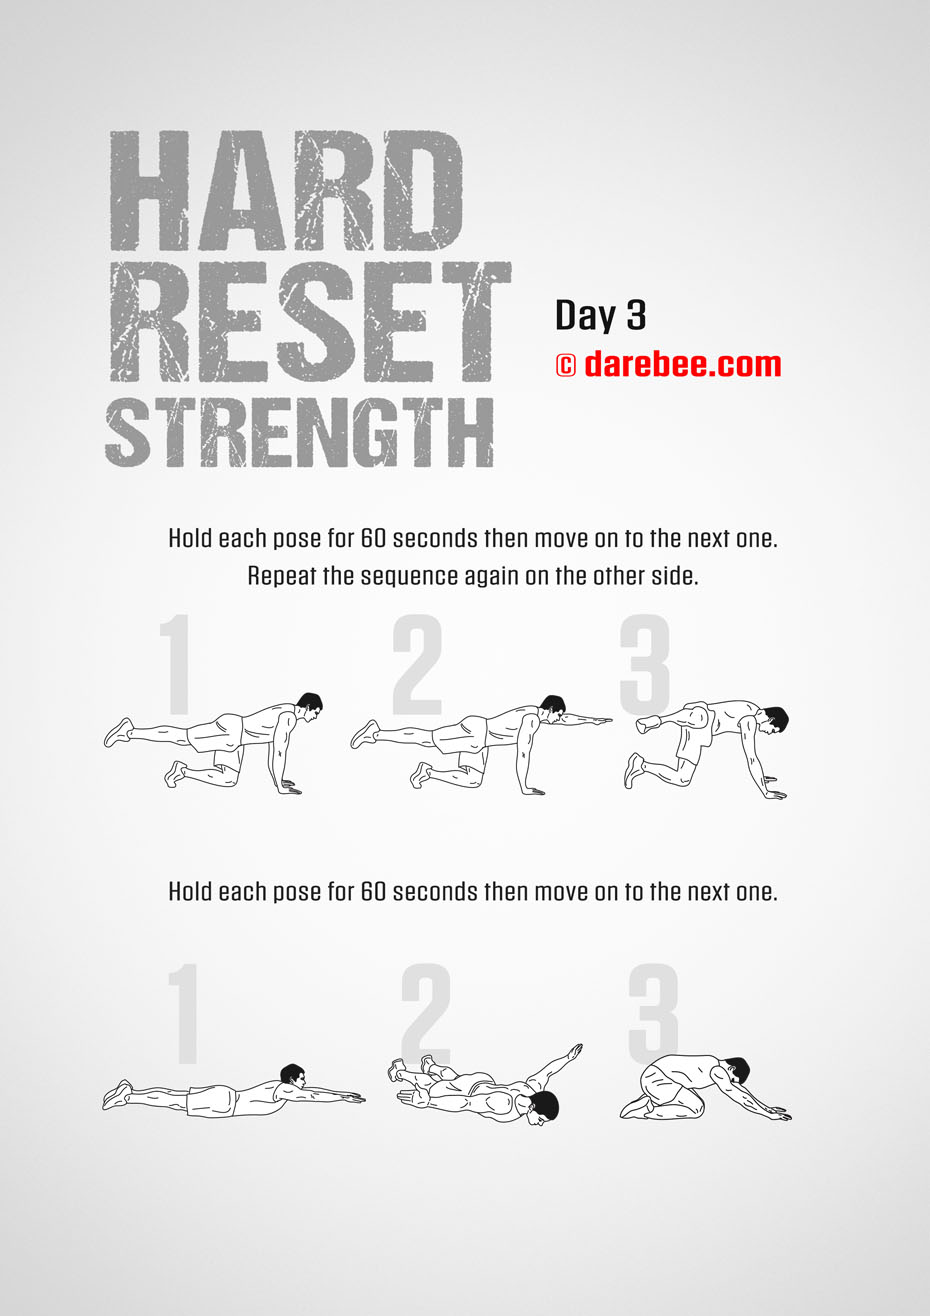 HARD
RESET
STRENGTH
Day 3
© darebee.com
Hold each pose for 60 seconds then move on to the next one.
Repeat the sequence again on the other side.
1 2 3
Hold each pose for 60 seconds then move on to the next one.
1 2 3